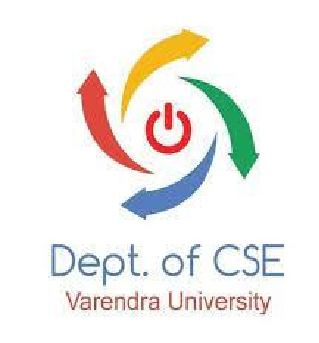 Dept. of CSE
Varendra University